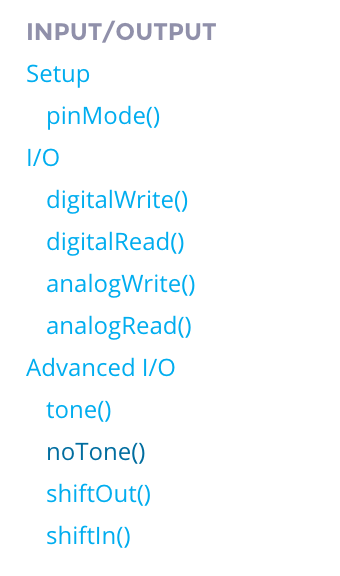 INPUT/OUTPUT
Setup
pinMode()
I/O
digitalWrite()
digitalRead()
analogWrite()
analogRead()
Advanced I/O
tone()
noTone()
shiftOut()
shiftIn()